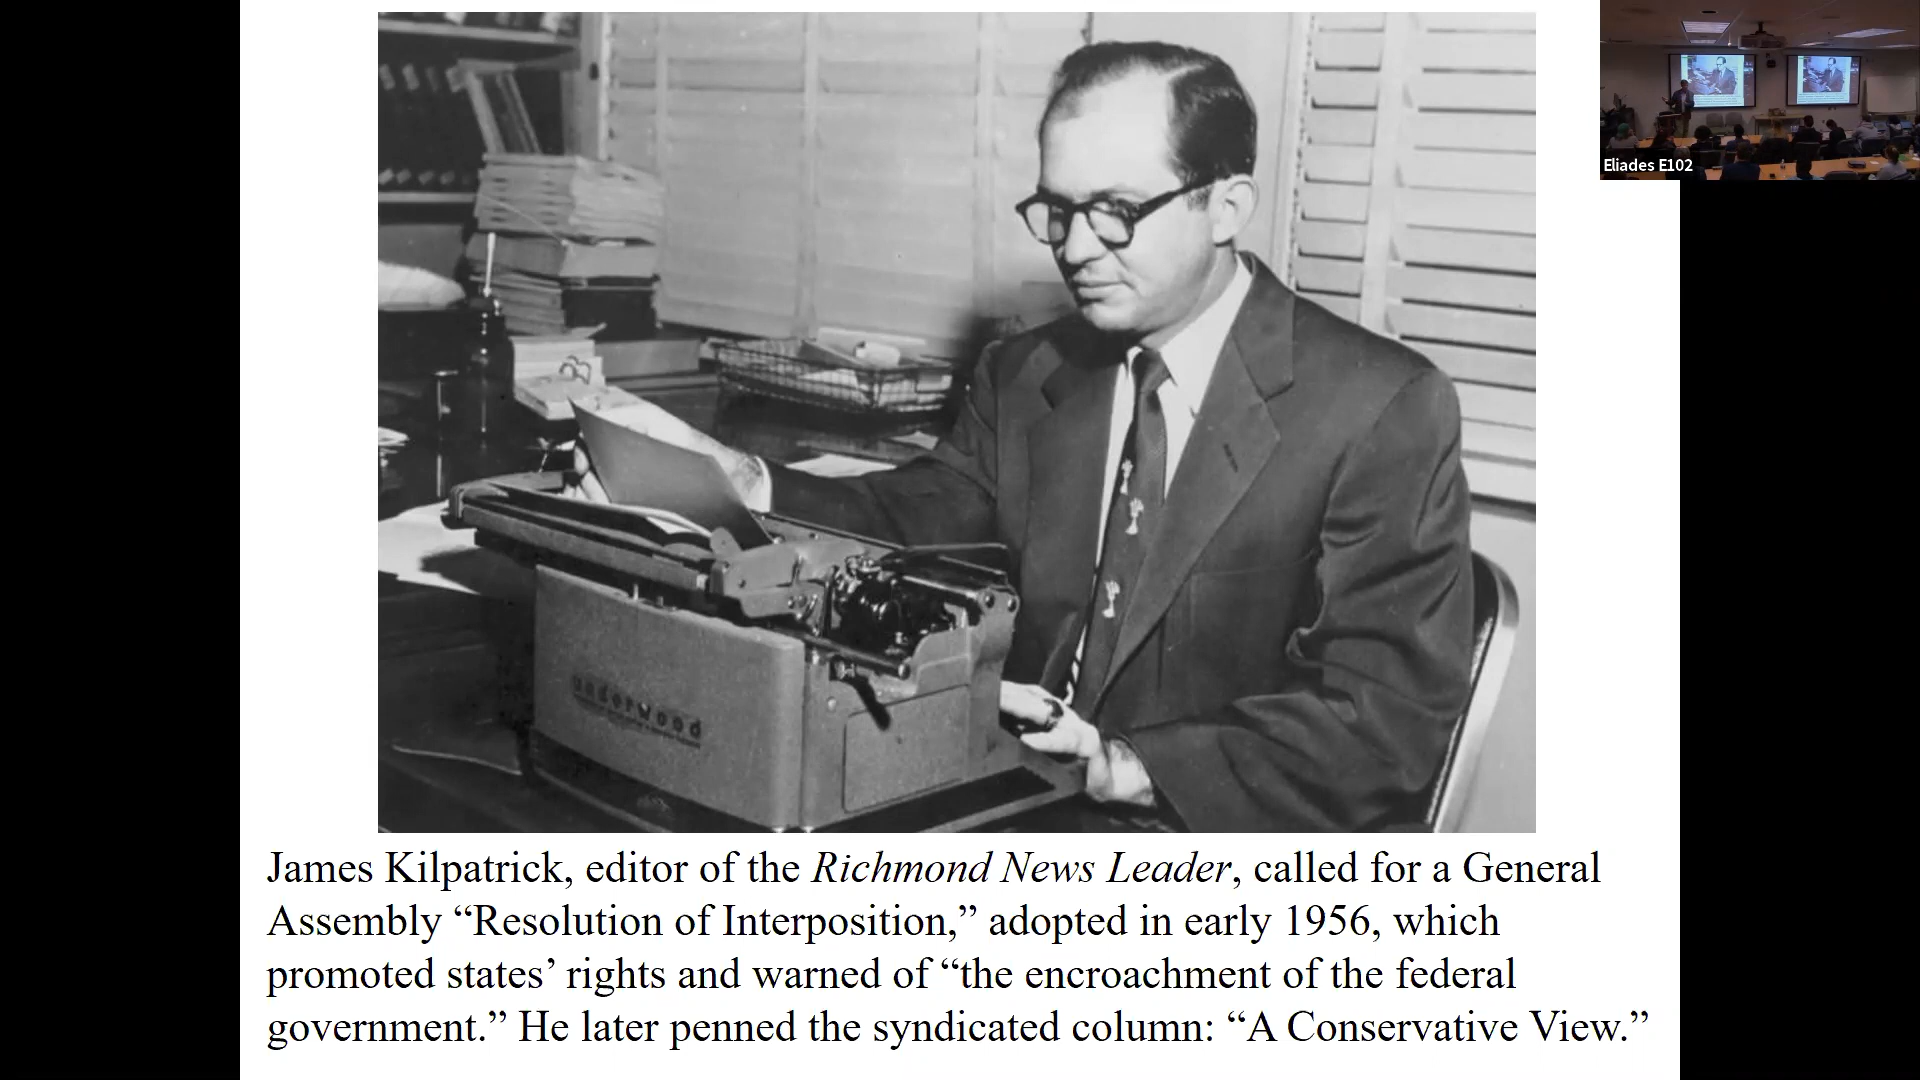 Eliades E102
underwood
James Kilpatrick, editor of the Richmond News Leader, called for a General
Assembly “Resolution of Interposition,” adopted in early 1956, which
promoted states’ rights and warned of “the encroachment of the federal
government.” He later penned the syndicated column: “A Conservative View.”